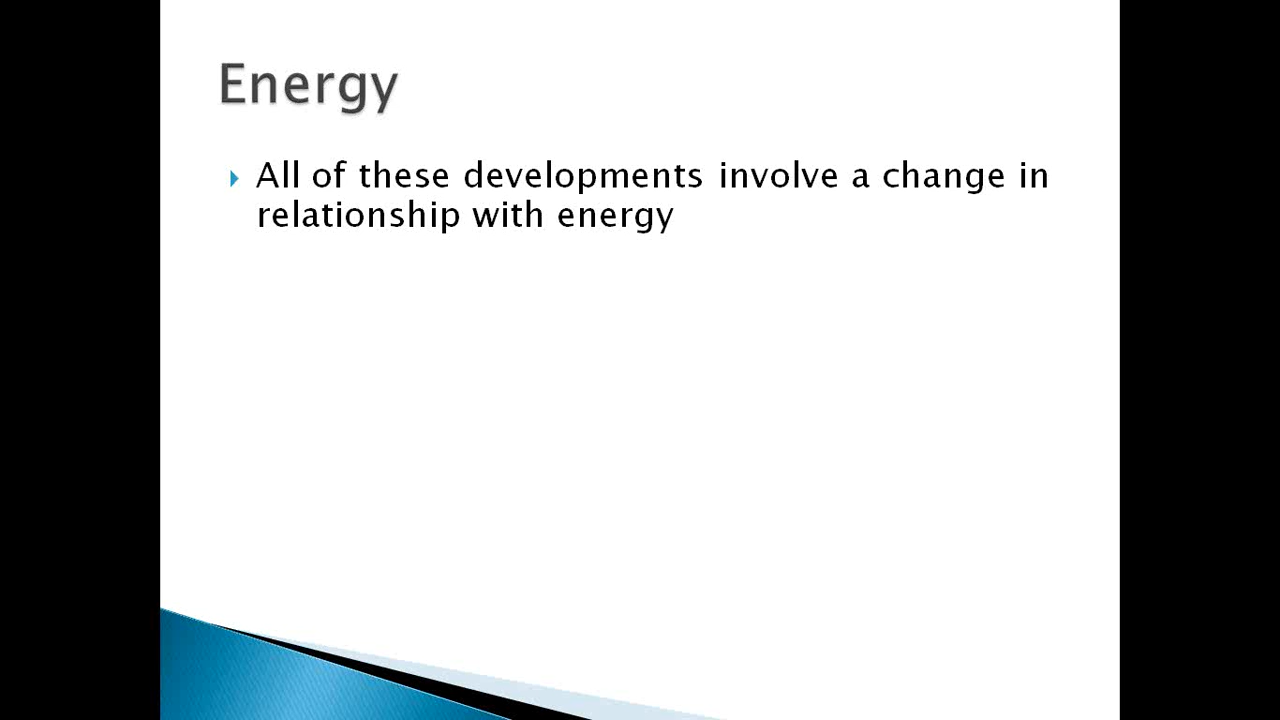 Energy
All of these developments involve a change in
relationship with energy